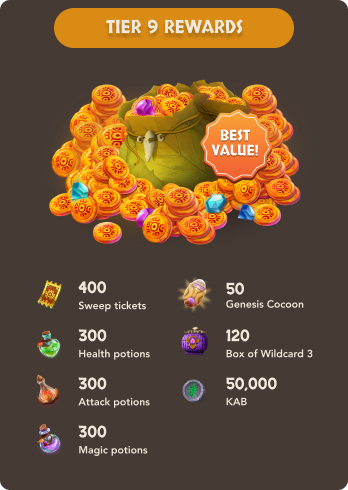 TIER 9 REWARDS
BEST
VALUE!
400
Sweep tickets
50
Genesis Cocoon
300
Health potions
120
Box of Wildcard 3
300
Attack potions
50,000
KAB
300
Magic potions